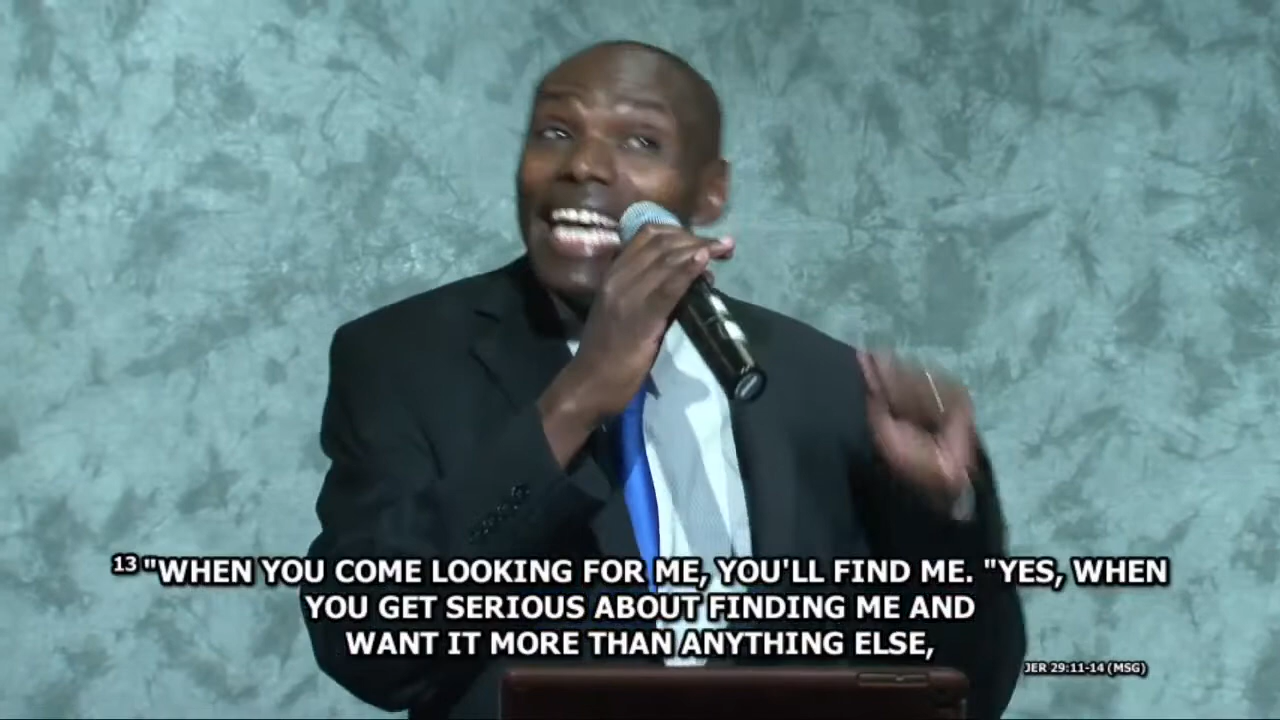 13 "WHEN YOU COME LOOKING FOR ME, YOU'LL FIND ME. "YES, WHEN
YOU GET SERIOUS ABOUT FINDING ME AND
WANT IT MORE THAN ANYTHING ELSE,
JER 29:11-14 (MSG)